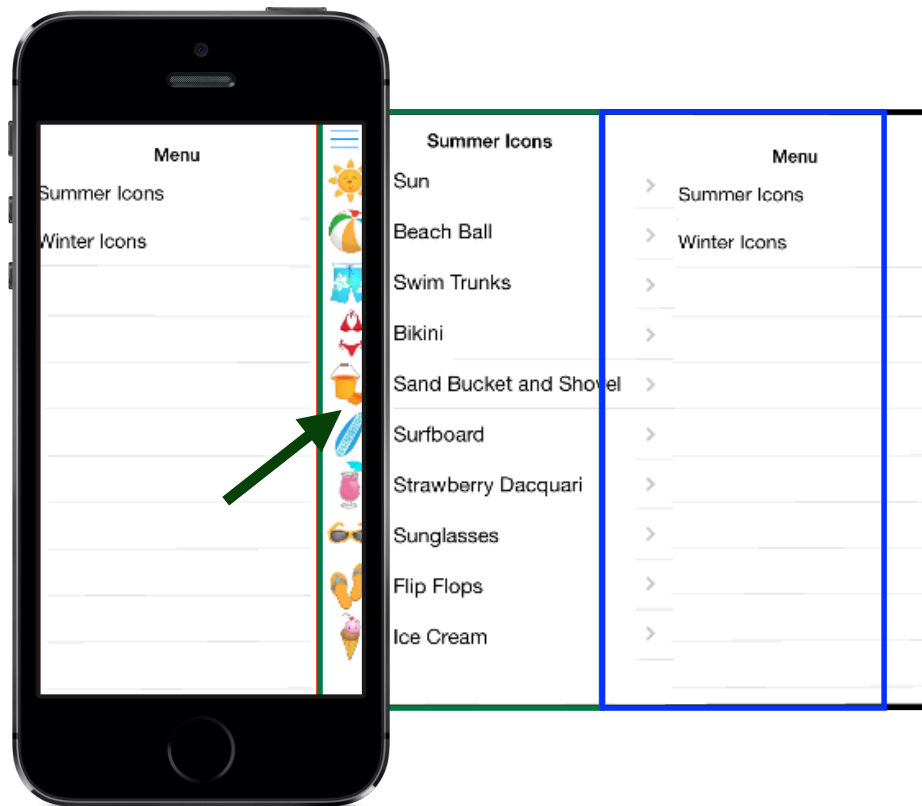 Menu
Summer Icons
Winter Icons
Summer Icons
Sun
Beach Ball
Swim Trunks
Bikini
Sand Bucket and Shovel
Surfboard
Strawberry Dacquari
Sunglasses
Flip Flops
Ice Cream
Menu
Summer Icons
Winter Icons